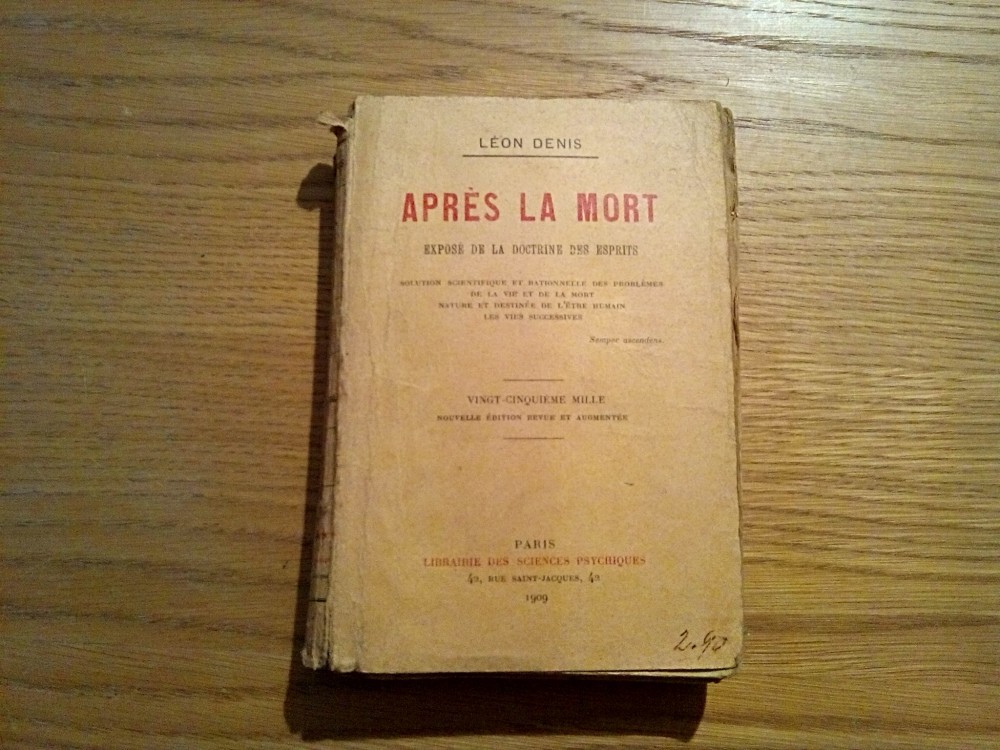 LÉON DENIS
APRÈS LA MORT
EXPOSÉ DE LA DOCTRINE DES ESPRITS
SOLUTION SCIENTIFIQUE ET RATIONNELLE DES PROBLÈMES
DE LA VIE ET DE LA MORT
NATURE ET DESTINÉE DE L'ÊTRE HUMAIN
LES VIES SUCCESSIVES
Semper ascendens.
VINGT-CINQUIÈME MILLE
NOUVELLE ÉDITION REVUE ET AUGMENTÉE
PARIS
LIBRAIRIE DES SCIENCES PSYCHIQUES
42, RUE SAINT-JACQUES, 42
1909